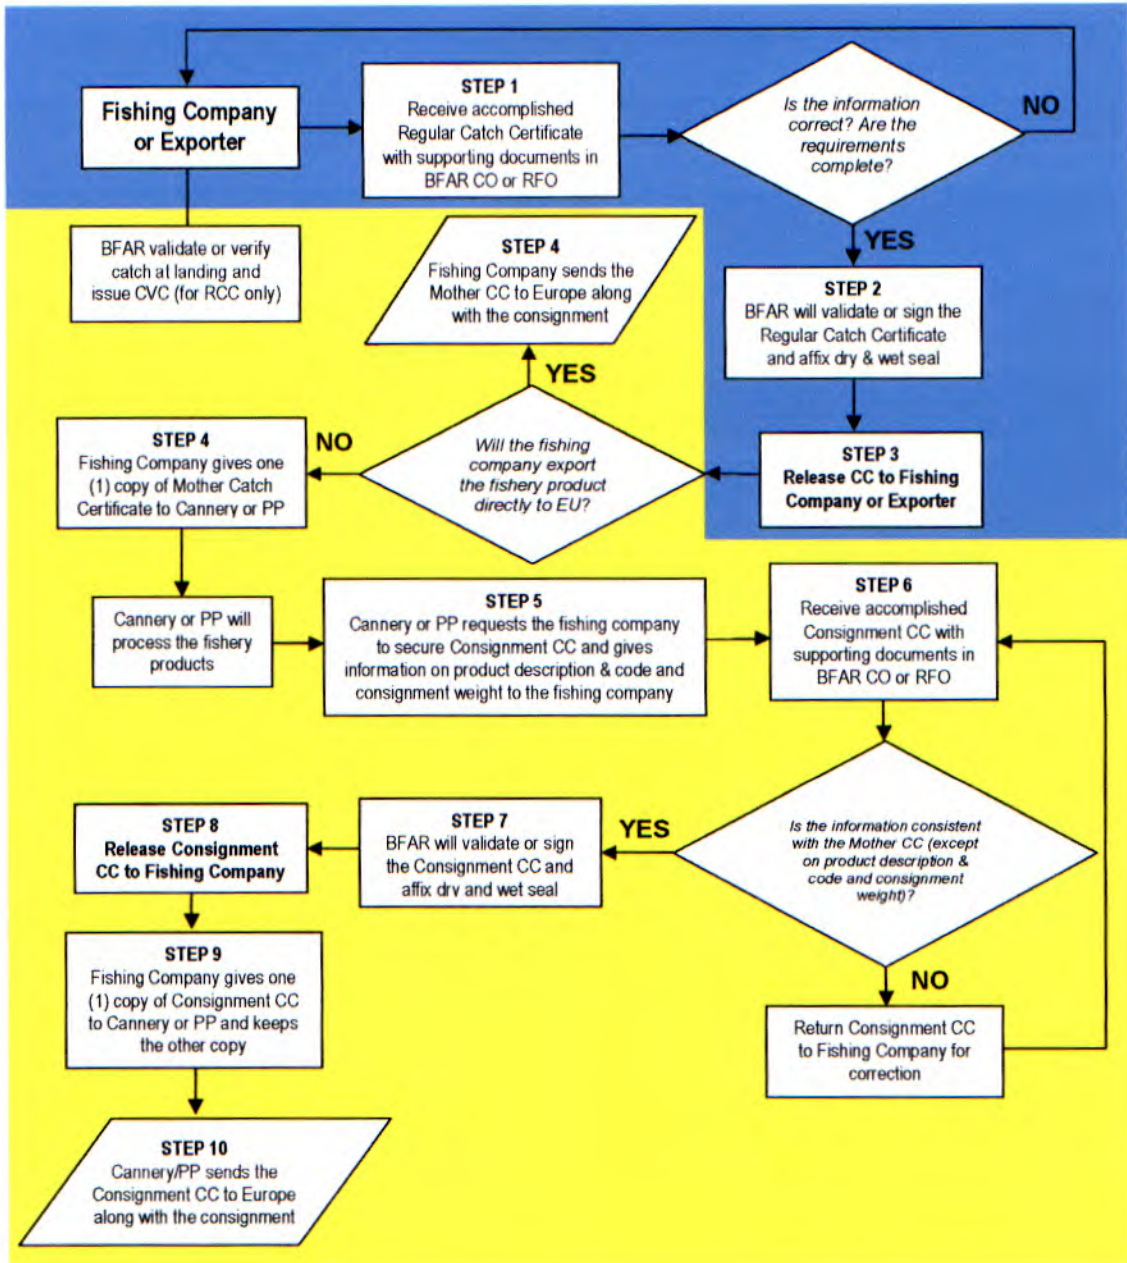 Fishing Company
or Exporter
STEP 1
Receive accomplished
Regular Catch Certificate
with supporting documents in
BFAR CO or RFO
Is the information
correct? Are the
requirements
complete?
NO
YES
BFAR validate or verify
catch at landing and
issue CVC (for RCC only)
STEP 4
Fishing Company sends the
Mother CC to Europe along
with the consignment
STEP 2
BFAR will validate or sign the
Regular Catch Certificate
and affix dry & wet seal
YES
STEP 4
Fishing Company gives one
(1) copy of Mother Catch
Certificate to Cannery or PP
NO
Will the fishing
company export
the fishery product
directly to EU?
STEP 3
Release CC to Fishing
Company or Exporter
Cannery or PP will
process the fishery
products
STEP 5
Cannery or PP requests the fishing company
to secure Consignment CC and gives
information on product description & code and
consignment weight to the fishing company
STEP 6
Receive accomplished
Consignment CC with
supporting documents in
BFAR CO or RFO
STEP 8
Release Consignment
CC to Fishing Company
STEP 7
BFAR will validate or
sign the Consignment CC and
affix dry and wet seal
YES
Is the information consistent
with the Mother CC (except
on product description &
code and consignment
weight)?
STEP 9
Fishing Company gives one
(1) copy of Consignment CC
to Cannery or PP and keeps
the other copy
NO
Return Consignment CC
to Fishing Company for
correction
STEP 10
Cannery/PP sends the
Consignment CC to Europe
along with the consignment